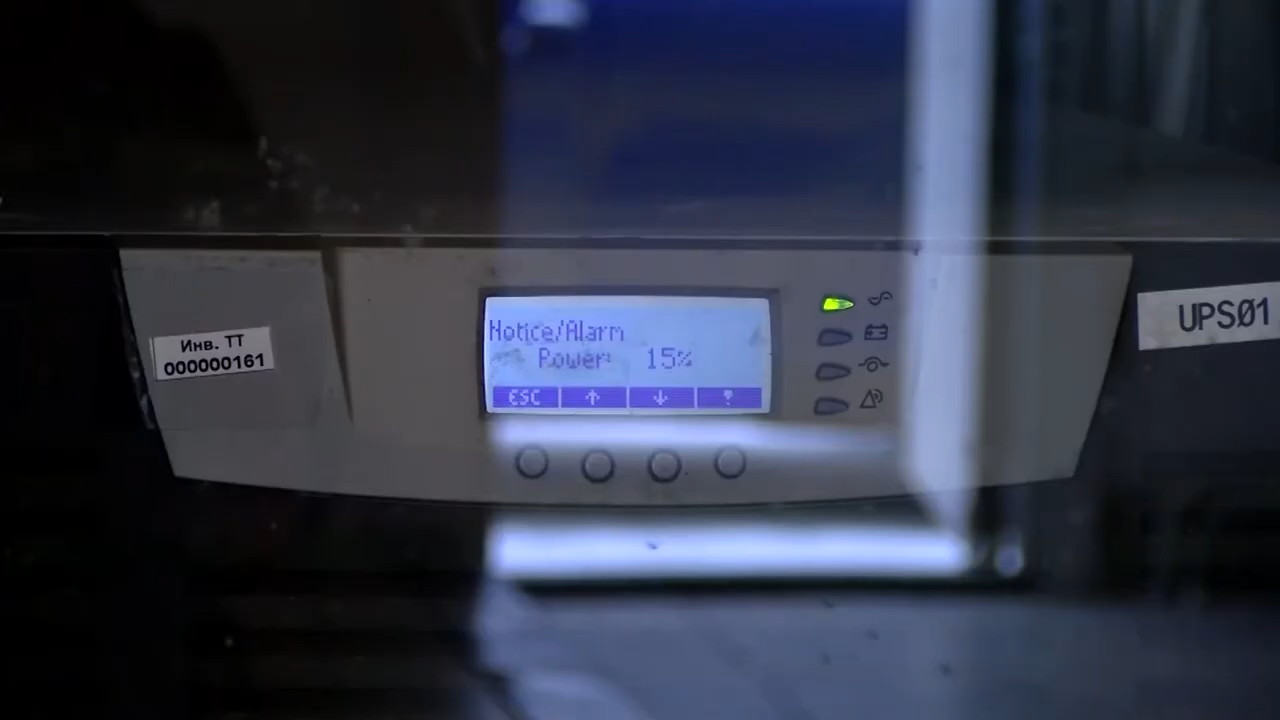 Инв. ТТ
000000161
Notice/Alarm
Power 15%
ESC ↑ ↓ ?
UPS01